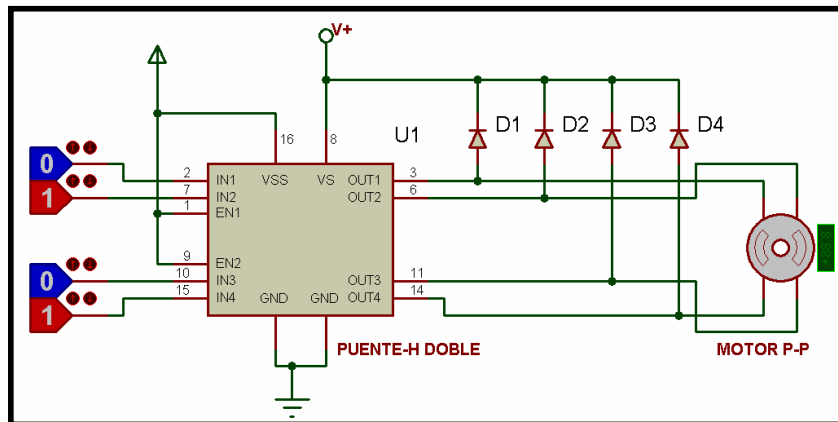 V+
U1
D1 D2 D3 D4
16 8
0
1
0
1
2 IN1 VSS VS OUT1 3
7 IN2 OUT2 6
1 EN1
9 EN2
10 IN3 OUT3 11
15 IN4 GND GND OUT4 14
PUENTE-H DOBLE
MOTOR P-P